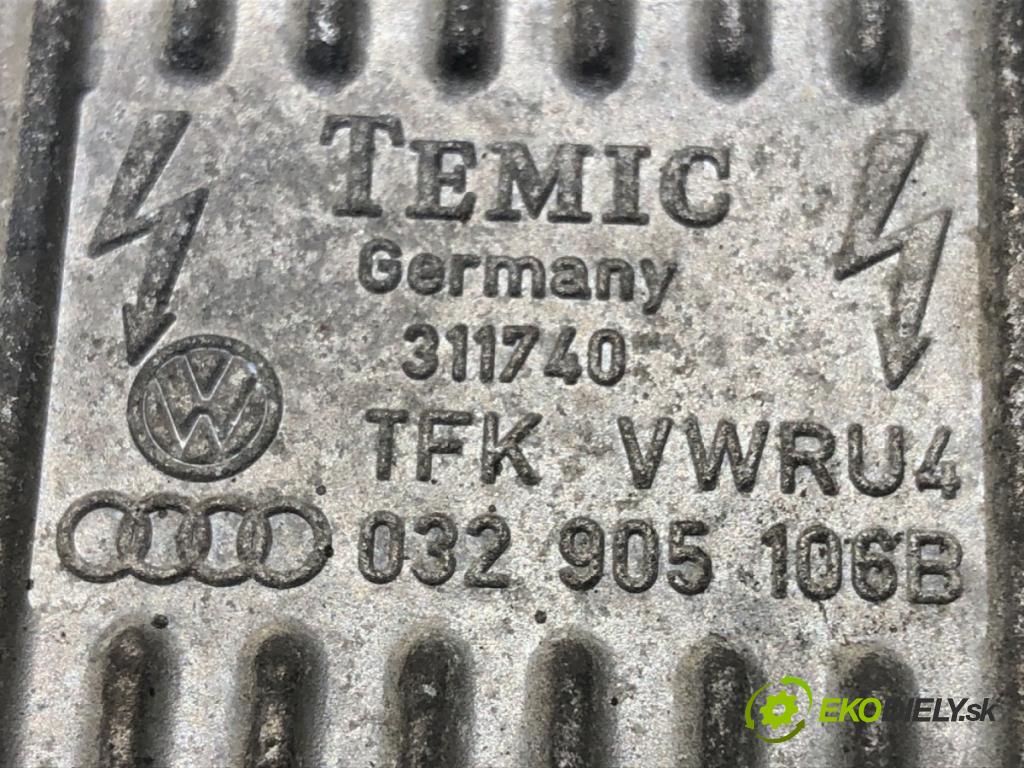 TEMIC
Germany
311740
TFK VWRU4
032 905 106B
EKODIELY.sk